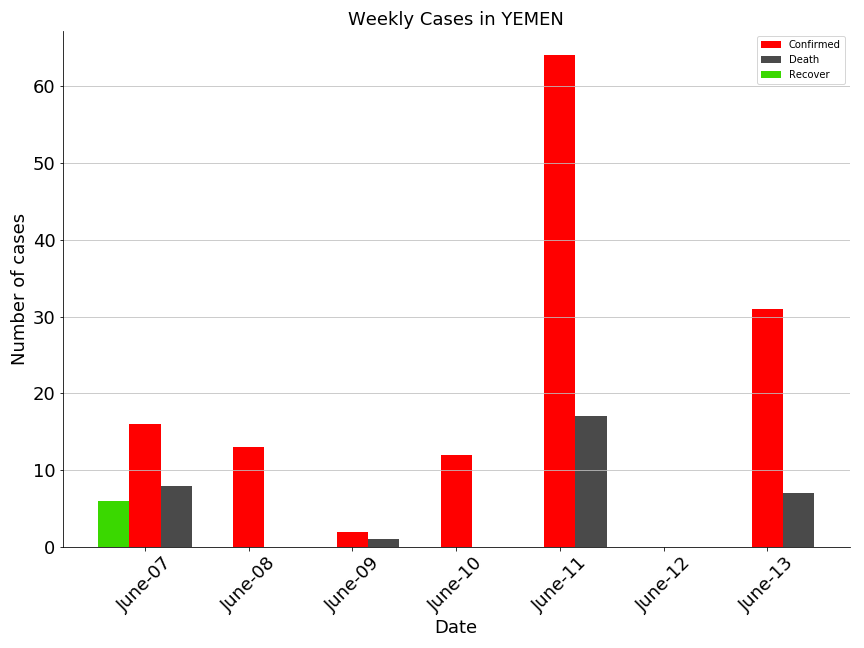 Weekly Cases in YEMEN
Confirmed
Death
Recover
Number of cases
60
50
40
30
20
10
0
June-07
June-08
June-09
June-10
June-11
June-12
June-13
Date